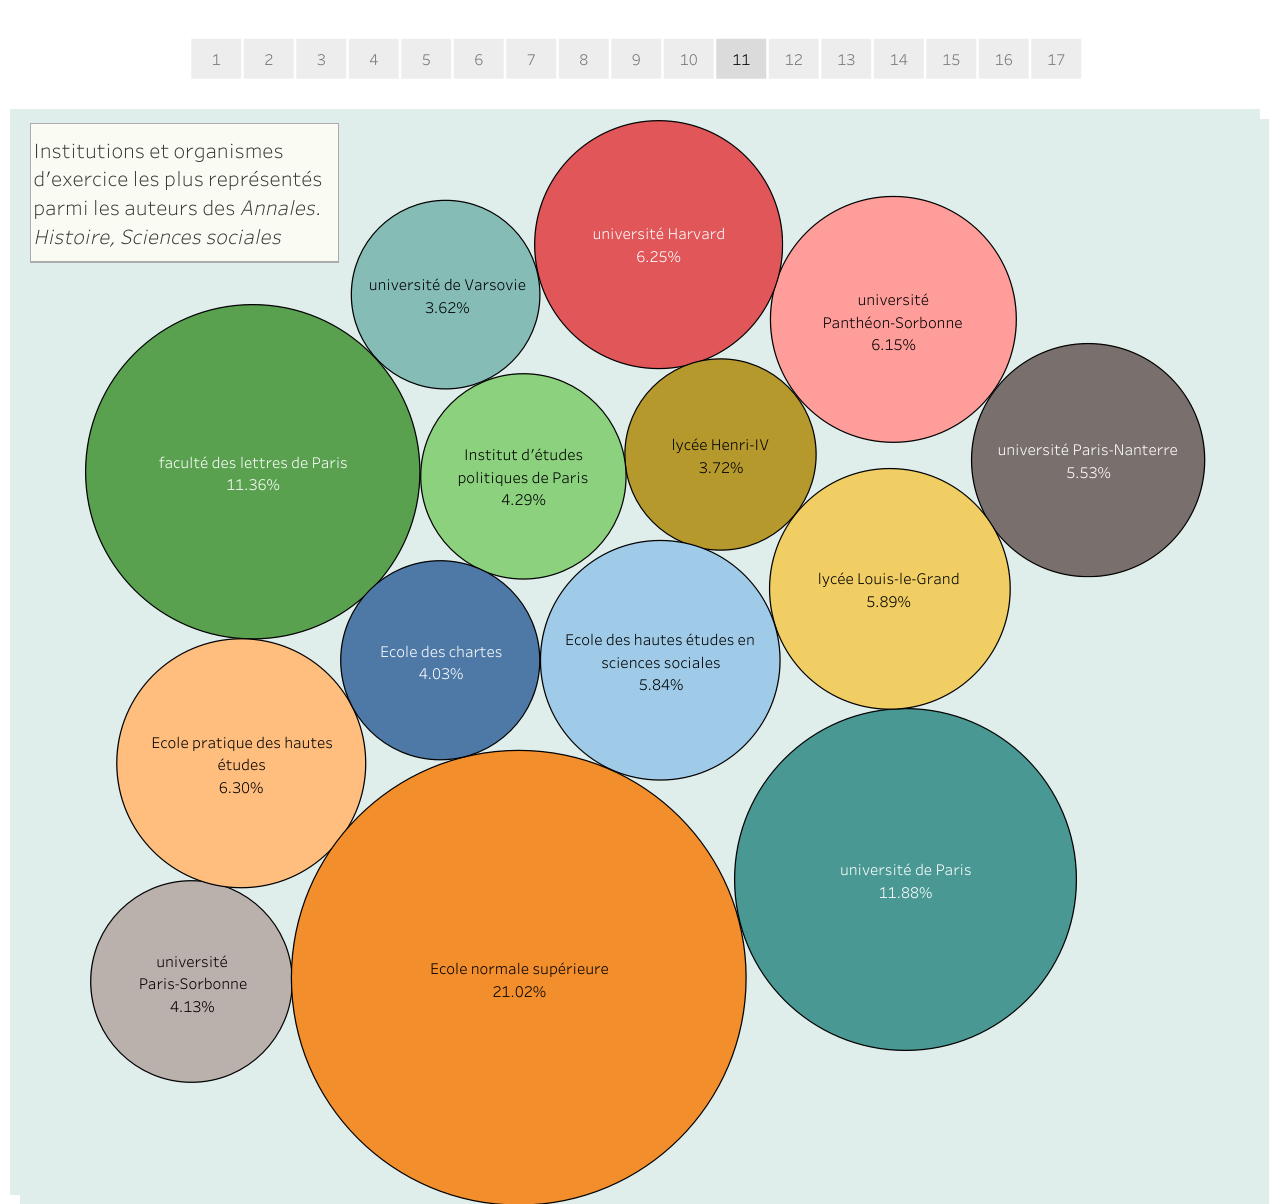 1 2 3 4 5 6 7 8 9 10 11 12 13 14 15 16 17
Institutions et organismes
d'exercice les plus représentés
parmi les auteurs des Annales.
Histoire, Sciences sociales
université Harvard
6.25%
université de Varsovie
3.62%
université
Panthéon-Sorbonne
6.15%
faculté des lettres de Paris
11.36%
Institut d'études
politiques de Paris
4.29%
lycée Henri-IV
3.72%
université Paris-Nanterre
5.53%
lycée Louis-le-Grand
5.89%
Ecole des chartes
4.03%
Ecole des hautes études en
sciences sociales
5.84%
Ecole pratique des hautes
études
6.30%
université de Paris
11.88%
université
Paris-Sorbonne
4.13%
Ecole normale supérieure
21.02%